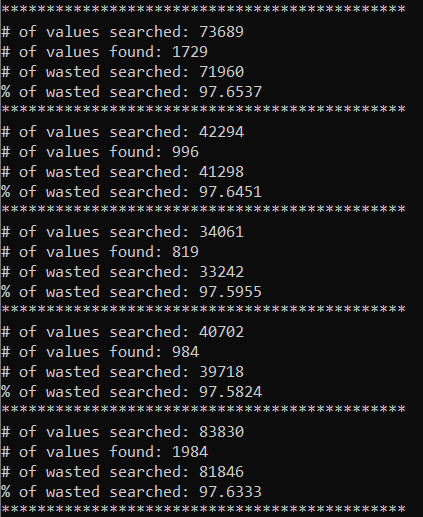 *********************************************
# of values searched: 73689
# of values found: 1729
# of wasted searched: 71960
% of wasted searched: 97.6537
*********************************************
# of values searched: 42294
# of values found: 996
# of wasted searched: 41298
% of wasted searched: 97.6451
*********************************************
# of values searched: 34061
# of values found: 819
# of wasted searched: 33242
% of wasted searched: 97.5955
*********************************************
# of values searched: 40702
# of values found: 984
# of wasted searched: 39718
% of wasted searched: 97.5824
*********************************************
# of values searched: 83830
# of values found: 1984
# of wasted searched: 81846
% of wasted searched: 97.6333
*********************************************